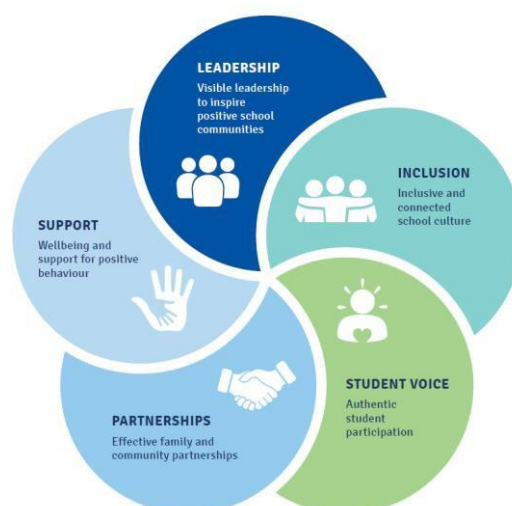 LEADERSHIP
Visible leadership
to inspire
positive school
communities
INCLUSION
Inclusive and
connected
school culture
STUDENT VOICE
Authentic
student
participation
PARTNERSHIPS
Effective family and
community partnerships
SUPPORT
Wellbeing and
support for positive
behaviour